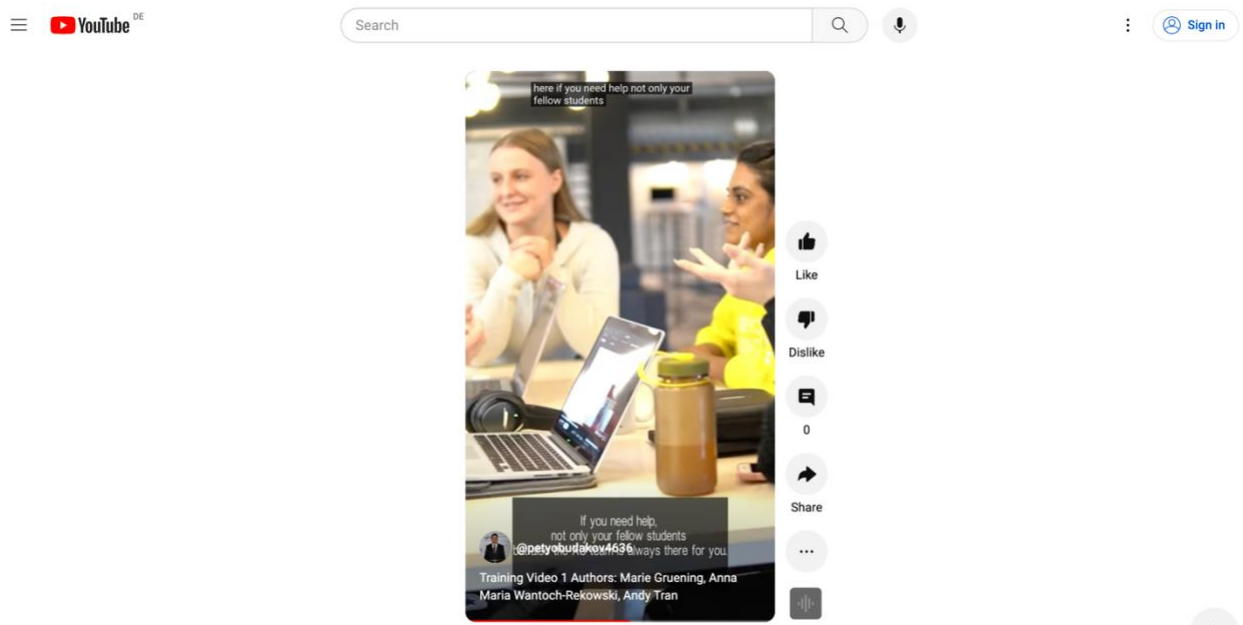 YouTube DE
Search
Sign in
here if you need help not only your
fellow students
Like
Dislike
0
Share
If you need help,
not only your fellow students
always there for you.
@petyobudakov4636
Training Video 1 Authors: Marie Gruening, Anna
Maria Wantoch-Rekowski, Andy Tran